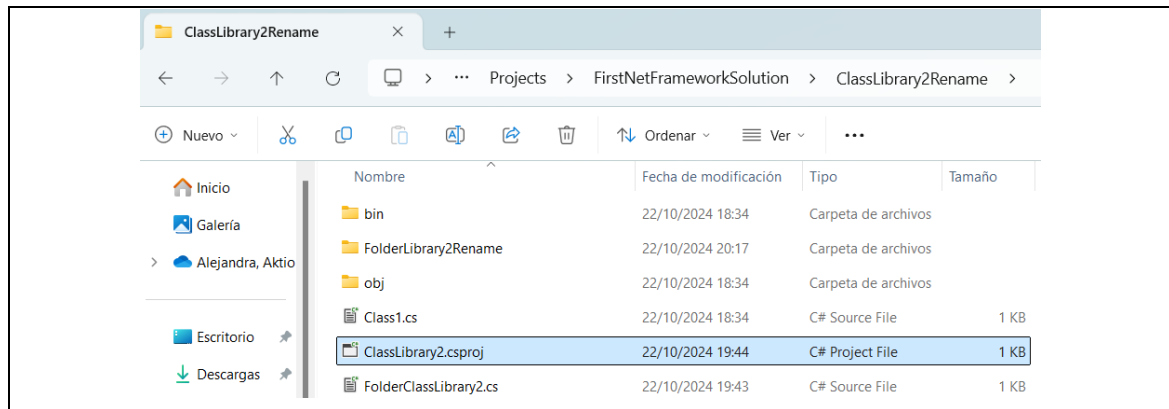 ClassLibrary2Rename
Projects > FirstNetFrameworkSolution > ClassLibrary2Rename >
Nuevo Ordenar Ver
Inicio
Galería
Alejandra, Aktio
Escritorio
Descargas
Nombre Fecha de modificación Tipo Tamaño
bin 22/10/2024 18:34 Carpeta de archivos
FolderLibrary2Rename 22/10/2024 20:17 Carpeta de archivos
obj 22/10/2024 18:34 Carpeta de archivos
Class1.cs 22/10/2024 18:34 C# Source File 1 KB
ClassLibrary2.csproj 22/10/2024 19:44 C# Project File 1 KB
FolderClassLibrary2.cs 22/10/2024 19:43 C# Source File 1 KB